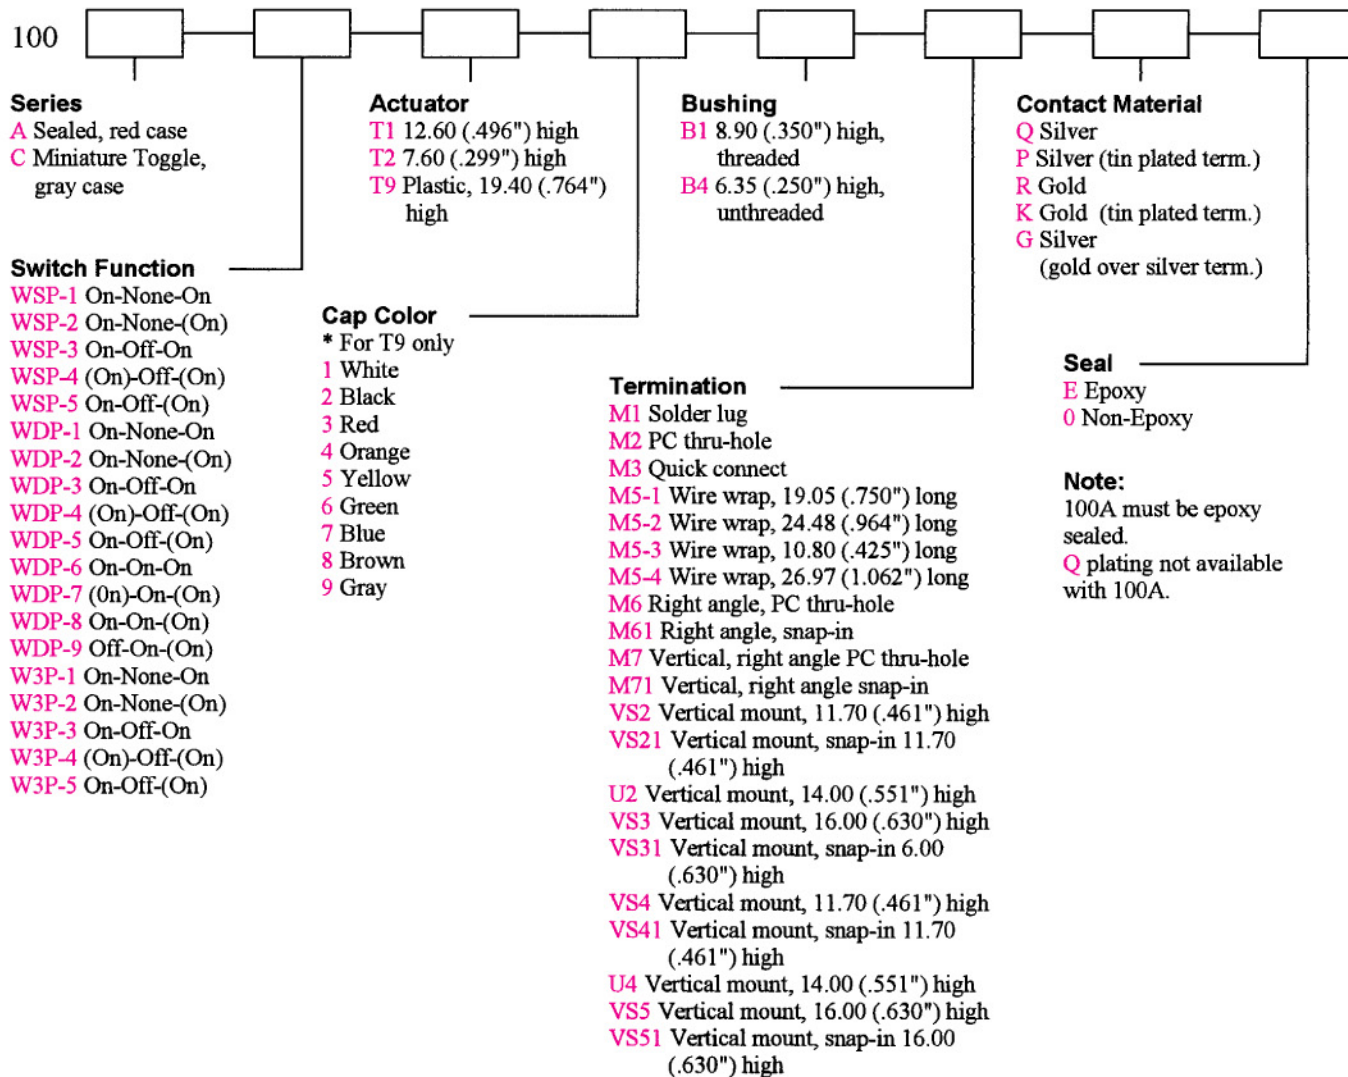 100
Series
A Sealed, red case
C Miniature Toggle,
gray case
Switch Function
WSP-1 On-None-On
WSP-2 On-None-(On)
WSP-3 On-Off-On
WSP-4 (On)-Off-(On)
WSP-5 On-Off-(On)
WDP-1 On-None-On
WDP-2 On-None-(On)
WDP-3 On-Off-On
WDP-4 (On)-Off-(On)
WDP-5 On-Off-(On)
WDP-6 On-On-On
WDP-7 (0n)-On-(On)
WDP-8 On-On-(On)
WDP-9 Off-On-(On)
W3P-1 On-None-On
W3P-2 On-None-(On)
W3P-3 On-Off-On
W3P-4 (On)-Off-(On)
W3P-5 On-Off-(On)
Actuator
T1 12.60 (.496") high
T2 7.60 (.299") high
T9 Plastic, 19.40 (.764")
high
Cap Color
* For T9 only
1 White
2 Black
3 Red
4 Orange
5 Yellow
6 Green
7 Blue
8 Brown
9 Gray
Bushing
B1 8.90 (.350") high,
threaded
B4 6.35 (.250") high,
unthreaded
Termination
M1 Solder lug
M2 PC thru-hole
M3 Quick connect
M5-1 Wire wrap, 19.05 (.750") long
M5-2 Wire wrap, 24.48 (.964") long
M5-3 Wire wrap, 10.80 (.425") long
M5-4 Wire wrap, 26.97 (1.062") long
M6 Right angle, PC thru-hole
M61 Right angle, snap-in
M7 Vertical, right angle PC thru-hole
M71 Vertical, right angle snap-in
VS2 Vertical mount, 11.70 (.461") high
VS21 Vertical mount, snap-in 11.70
(.461") high
U2 Vertical mount, 14.00 (.551") high
VS3 Vertical mount, 16.00 (.630") high
VS31 Vertical mount, snap-in 6.00
(.630") high
VS4 Vertical mount, 11.70 (.461") high
VS41 Vertical mount, snap-in 11.70
(.461") high
U4 Vertical mount, 14.00 (.551") high
VS5 Vertical mount, 16.00 (.630") high
VS51 Vertical mount, snap-in 16.00
(.630") high
Contact Material
Q Silver
P Silver (tin plated term.)
R Gold
K Gold (tin plated term.)
G Silver
(gold over silver term.)
Seal
E Epoxy
0 Non-Epoxy
Note:
100A must be epoxy
sealed.
Q plating not available
with 100A.